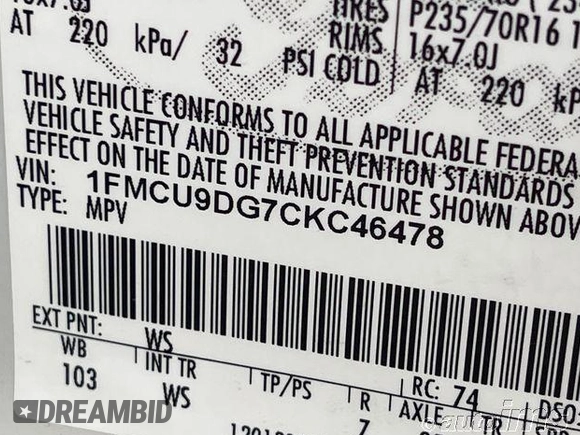 TIRES P235/70R16
RIMS 16x7.0J
AT 220 kPa/ 32 PSI COLD AT 220
THIS VEHICLE CONFORMS TO ALL APPLICABLE
VEHICLE SAFETY AND THEFT PREVENTION STANDARDS
EFFECT ON THE DATE OF MANUFACTURE SHOWN
VIN: 1FMCU9DG7CKC46478
TYPE: MPV
EXT PNT: WS RC: 74
WB INT TR TP/PS R AXLE TR
103 WS 7
DREAMBID